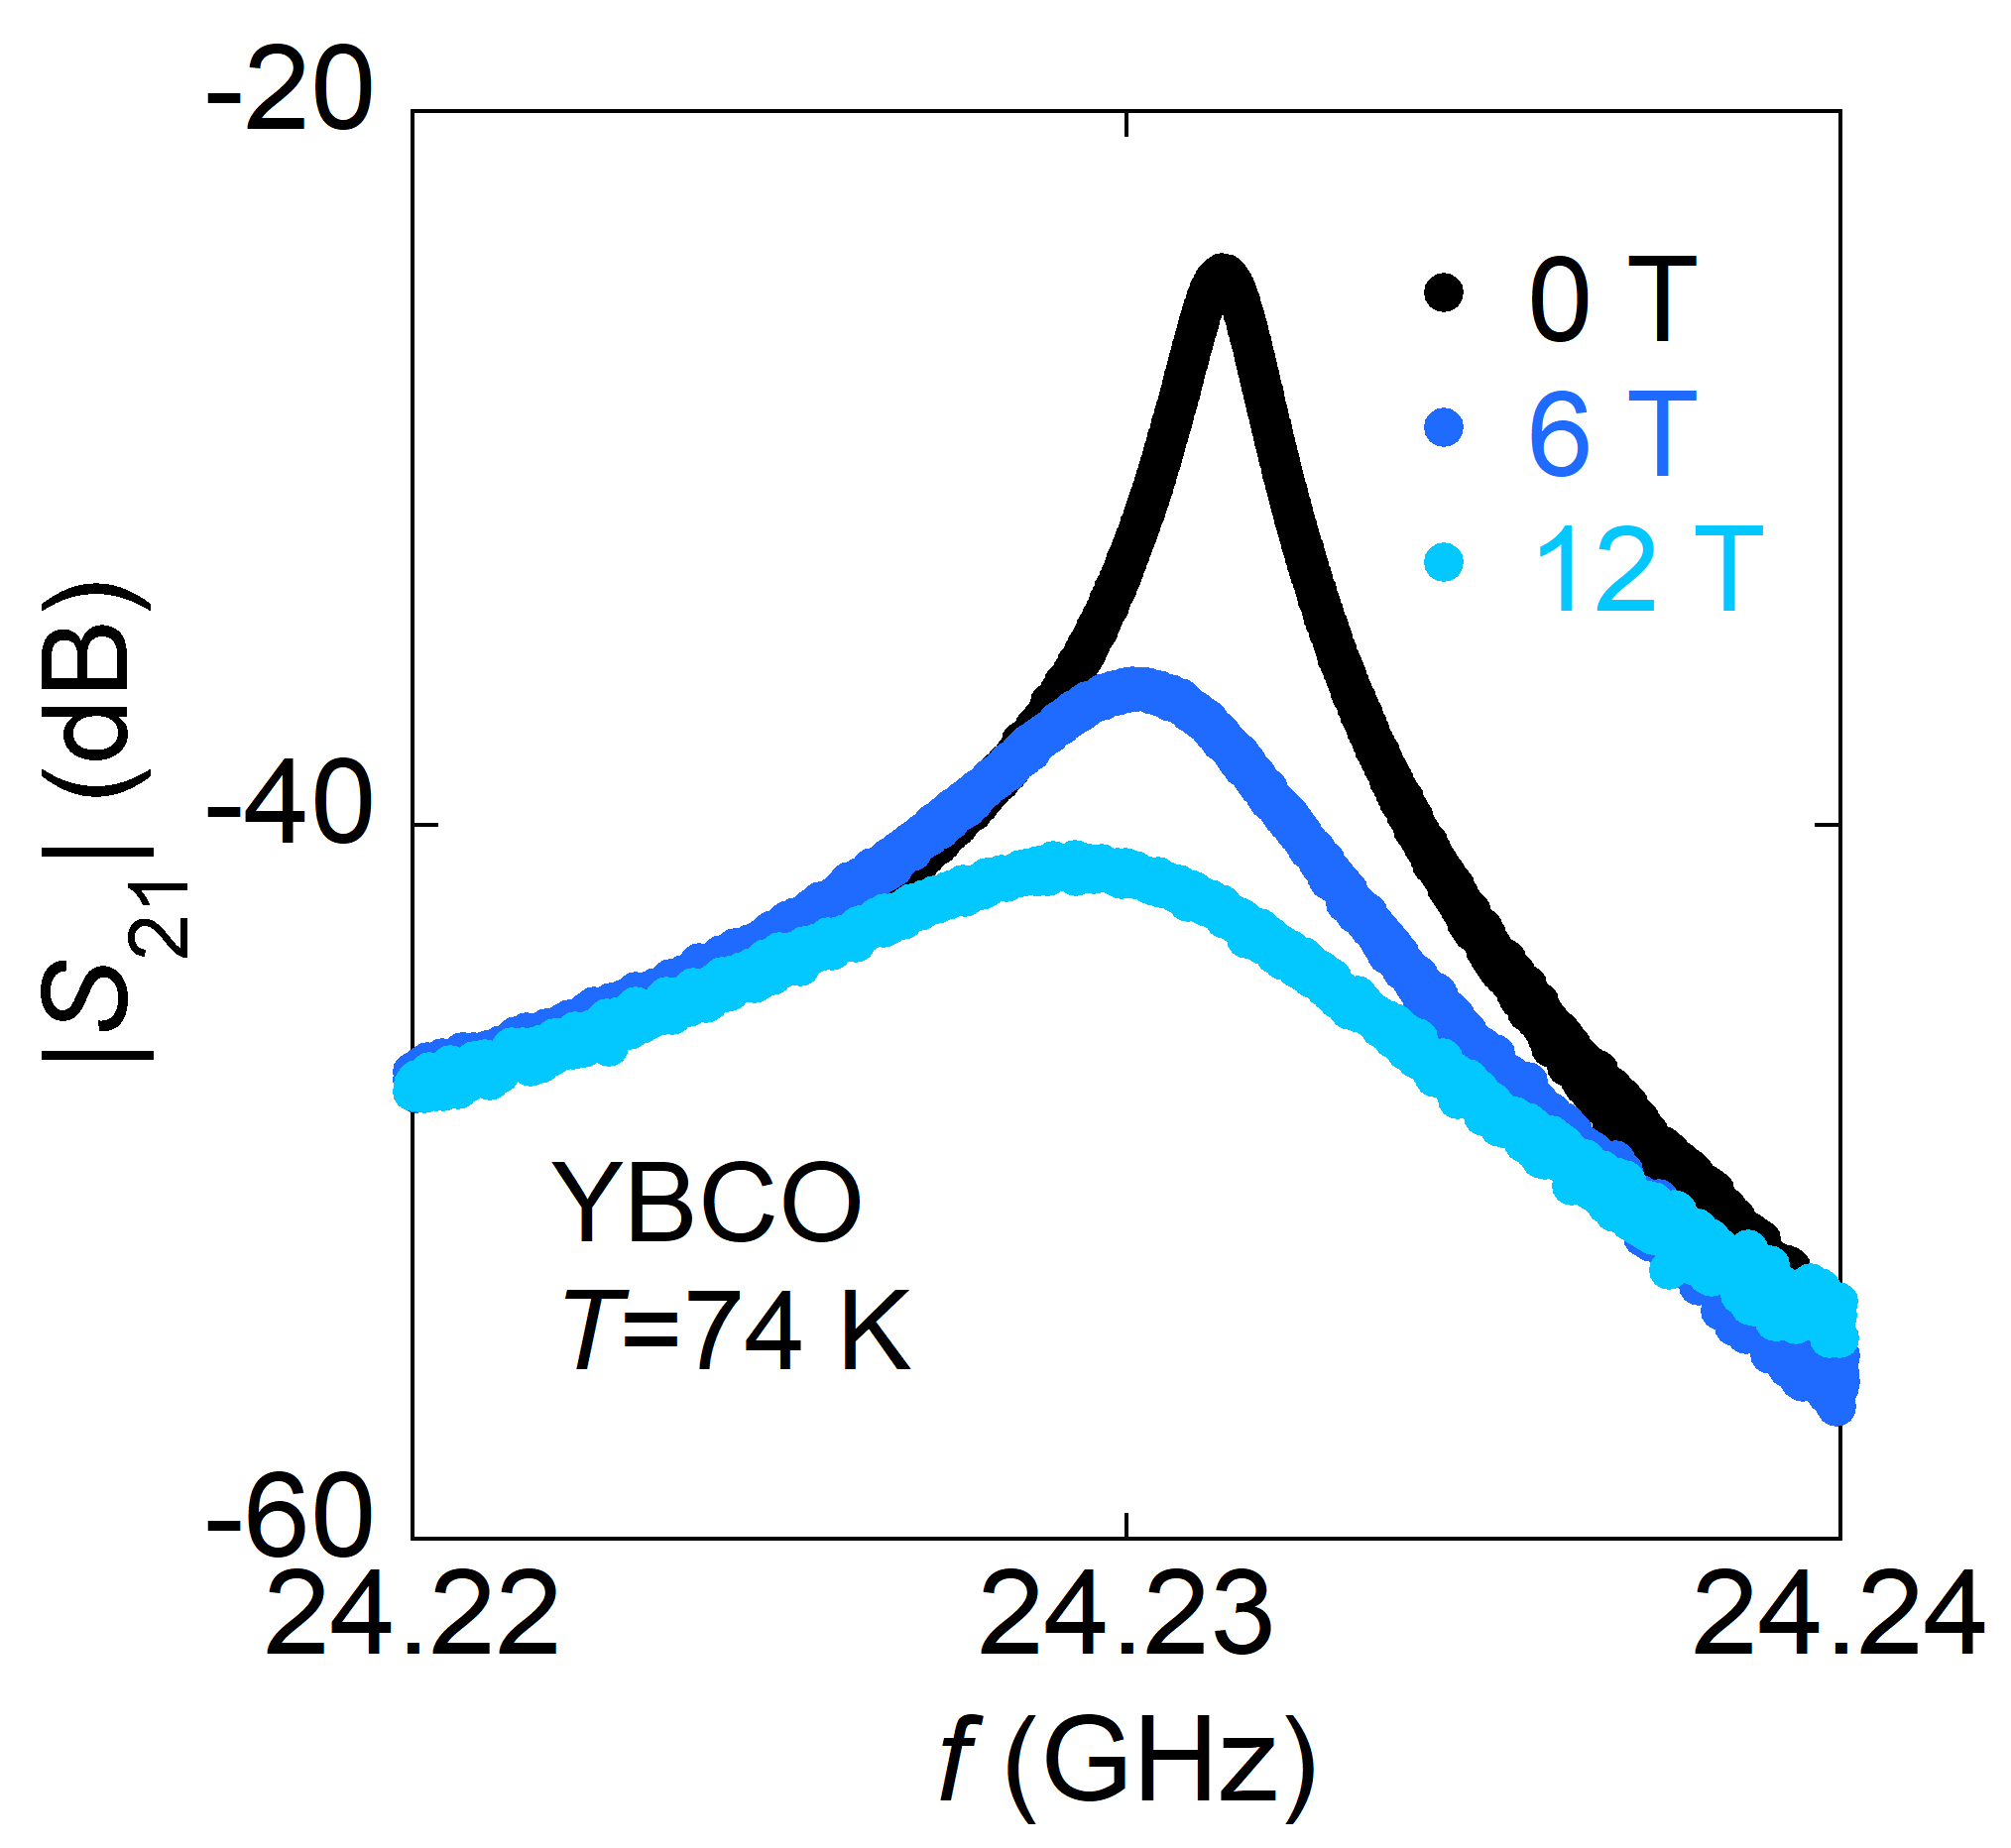 -20
-40
-60
|S21| (dB)
0 T
6 T
12 T
YBCO
T=74 K
24.22 24.23 24.24
f (GHz)